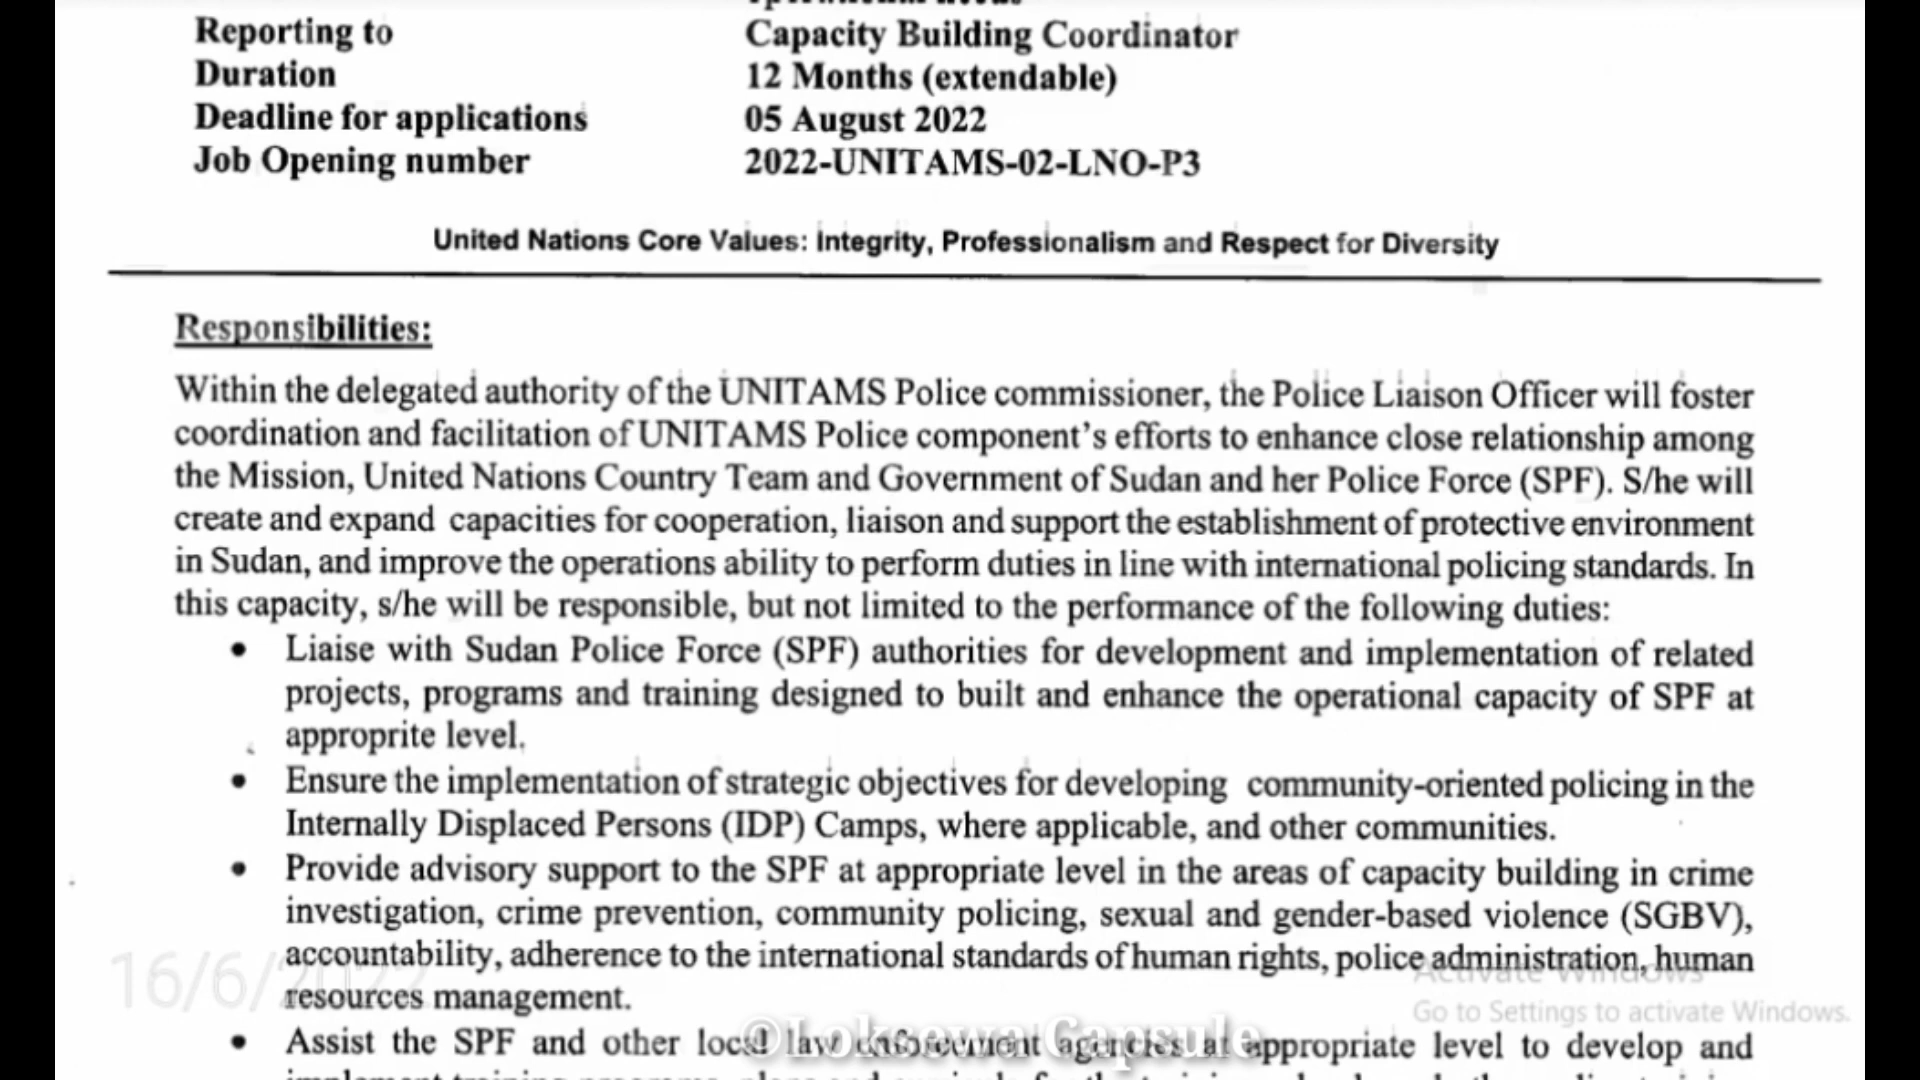 Reporting to Capacity Building Coordinator
Duration 12 Months (extendable)
Deadline for applications 05 August 2022
Job Opening number 2022-UNITAMS-02-LNO-P3
United Nations Core Values: Integrity, Professionalism and Respect for Diversity
Responsibilities:
Within the delegated authority of the UNITAMS Police commissioner, the Police Liaison Officer will foster
coordination and facilitation of UNITAMS Police component's efforts to enhance close relationship among
the Mission, United Nations Country Team and Government of Sudan and her Police Force (SPF). S/he will
create and expand capacities for cooperation, liaison and support the establishment of protective environment
in Sudan, and improve the operations ability to perform duties in line with international policing standards. In
this capacity, s/he will be responsible, but not limited to the performance of the following duties:
• Liaise with Sudan Police Force (SPF) authorities for development and implementation of related
projects, programs and training designed to built and enhance the operational capacity of SPF at
approprite level.
• Ensure the implementation of strategic objectives for developing community-oriented policing in the
Internally Displaced Persons (IDP) Camps, where applicable, and other communities.
• Provide advisory support to the SPF at appropriate level in the areas of capacity building in crime
investigation, crime prevention, community policing, sexual and gender-based violence (SGBV),
accountability, adherence to the international standards of human rights, police administration, human
resources management.
16/6/2022
Activate Windows
Go to Settings to activate Windows.
• Assist the SPF and other local law enforcement agencies at appropriate level to develop and
©Loksewa Capsule